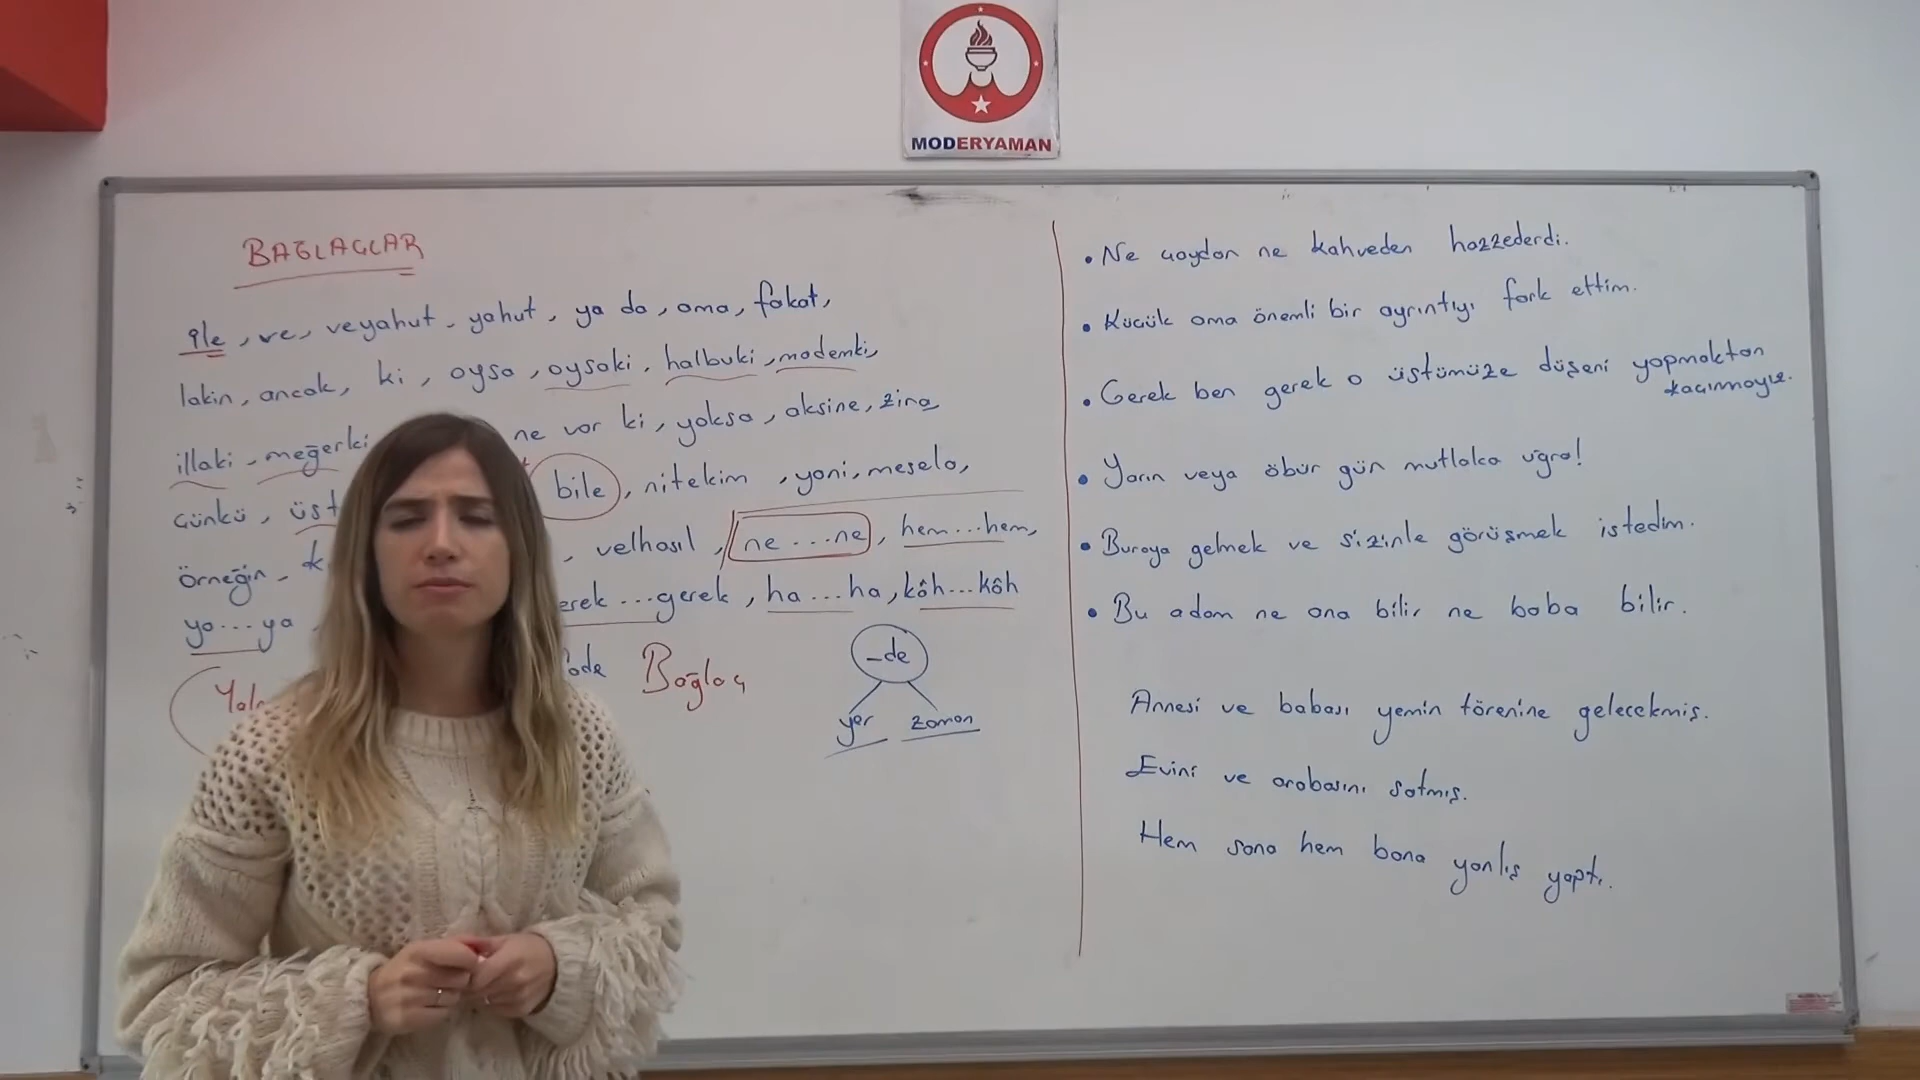 MODERYAMAN
BAĞLAÇLAR
ile, ve, veyahut, yahut, ya da, ama, fakat,
lakin, ancak, ki, oysa, oysaki, halbuki, mademki,
illaki, meğerki ne var ki, yoksa, aksine, zira
çünkü, bile, nitekim, yani, mesela,
örneğin, velhasıl, ne...ne, hem...hem,
ya...ya gerek, ha...ha, kâh...kâh
Bağlaç
-de
yer zaman
• Ne çaydan ne kahveden hazzederdi.
• Küçük ama önemli bir ayrıntıyı fark ettim.
• Gerek ben gerek o üstümüze düşeni yapmaktan
kaçınmayız.
• Yarın veya öbür gün mutlaka uğra!
• Buraya gelmek ve sizinle görüşmek istedim.
• Bu adam ne ana bilir ne baba bilir.
Annesi ve babası yemin törenine gelecekmiş.
Evini ve arabasını satmış.
Hem sana hem bana yanlış yaptı.